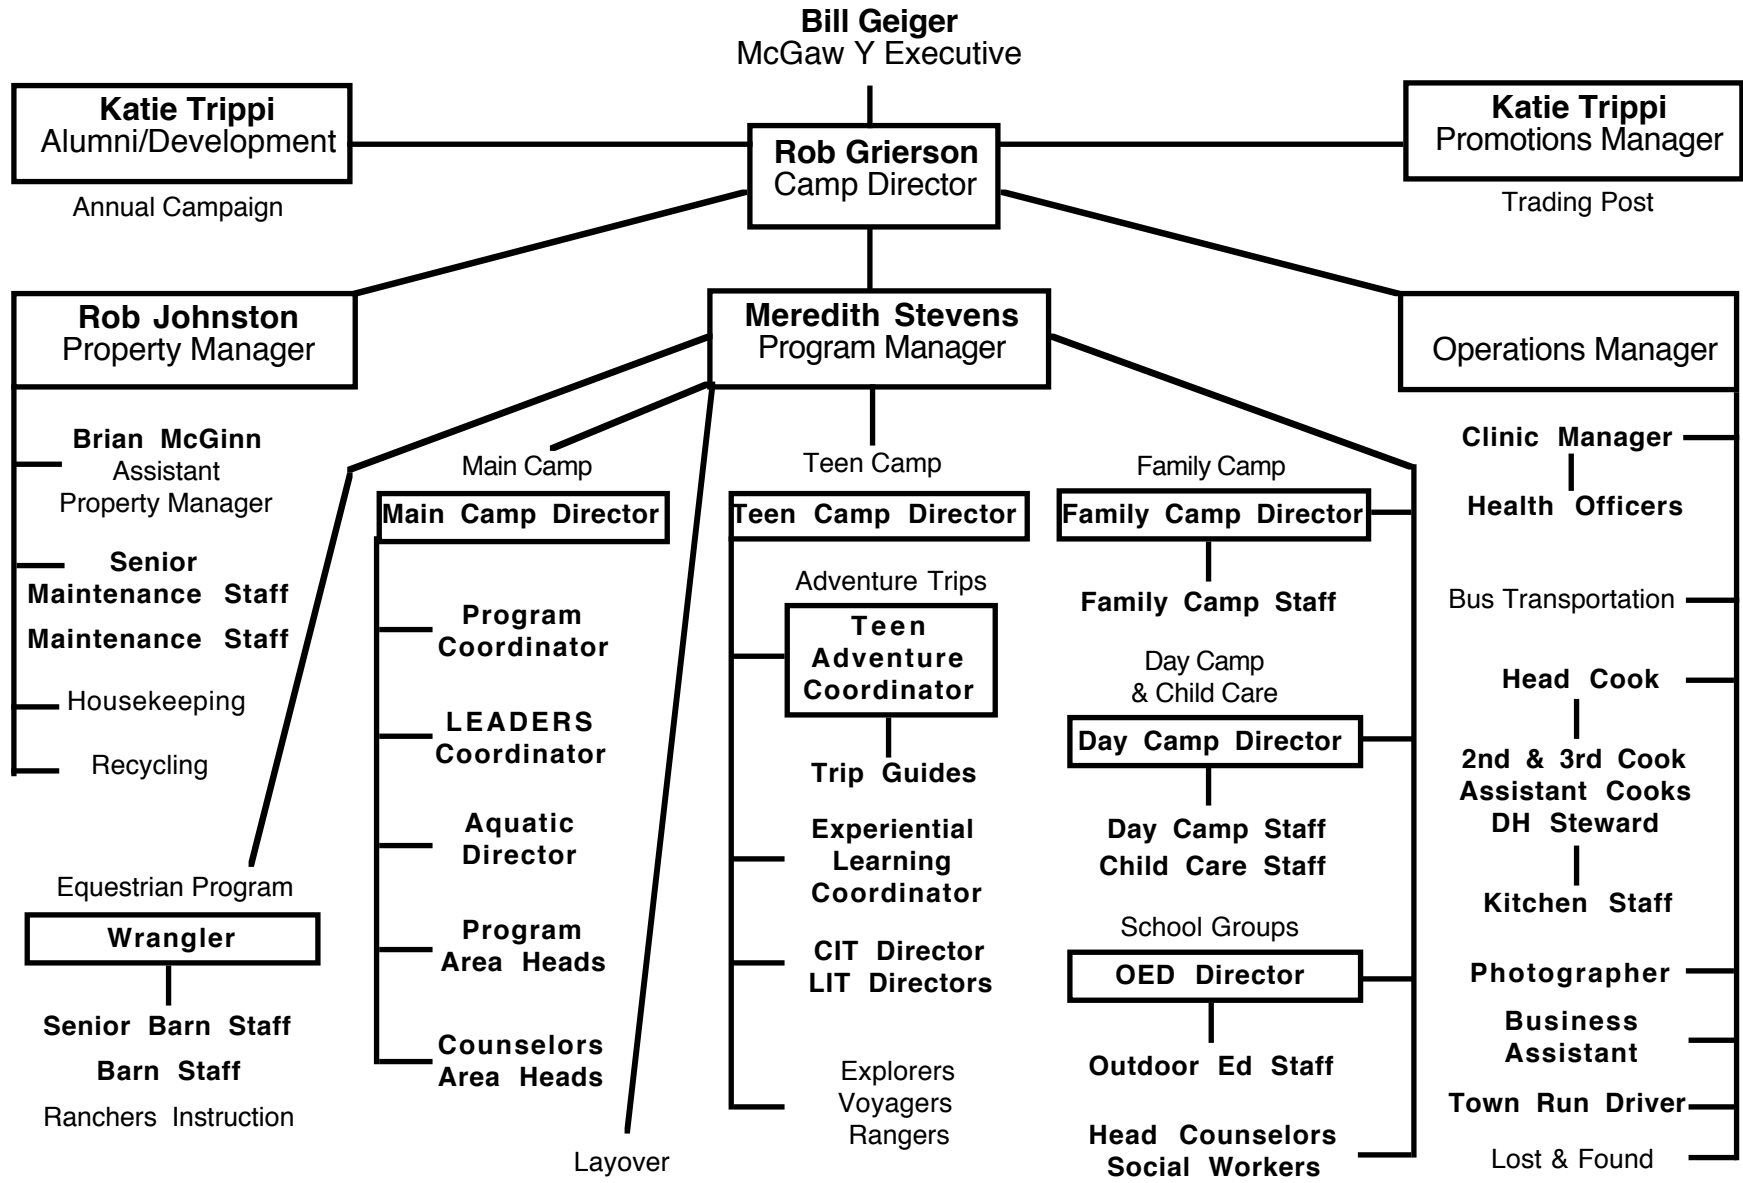 Bill Geiger
McGaw Y Executive
Katie Trippi
Alumni/Development
Annual Campaign
Rob Grierson
Camp Director
Katie Trippi
Promotions Manager
Trading Post
Rob Johnston
Property Manager
Meredith Stevens
Program Manager
Operations Manager
Brian McGinn
Assistant
Property Manager
Senior
Maintenance Staff
Maintenance Staff
Housekeeping
Recycling
Equestrian Program
Wrangler
Senior Barn Staff
Barn Staff
Ranchers Instruction
Main Camp
Main Camp Director
Program
Coordinator
LEADERS
Coordinator
Aquatic
Director
Program
Area Heads
Counselors
Area Heads
Layover
Teen Camp
Teen Camp Director
Adventure Trips
Teen
Adventure
Coordinator
Trip Guides
Experiential
Learning
Coordinator
CIT Director
LIT Directors
Explorers
Voyagers
Rangers
Family Camp
Family Camp Director
Family Camp Staff
Day Camp
& Child Care
Day Camp Director
Day Camp Staff
Child Care Staff
School Groups
OED Director
Outdoor Ed Staff
Head Counselors
Social Workers
Clinic Manager
Health Officers
Bus Transportation
Head Cook
2nd & 3rd Cook
Assistant Cooks
DH Steward
Kitchen Staff
Photographer
Business
Assistant
Town Run Driver
Lost & Found